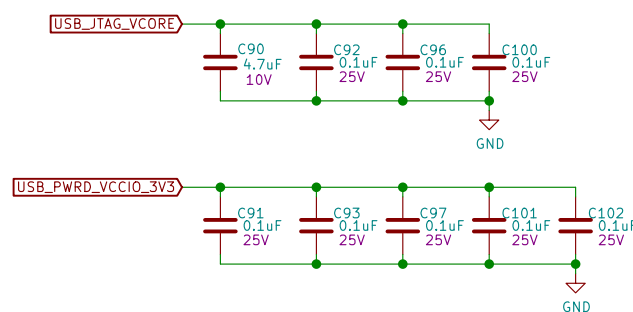 USB_JTAG_VCORE
C90
4.7uF
10V
C92
0.1uF
25V
C96
0.1uF
25V
C100
0.1uF
25V
GND
USB_PWRD_VCCIO_3V3
C91
0.1uF
25V
C93
0.1uF
25V
C97
0.1uF
25V
C101
0.1uF
25V
C102
0.1uF
25V
GND